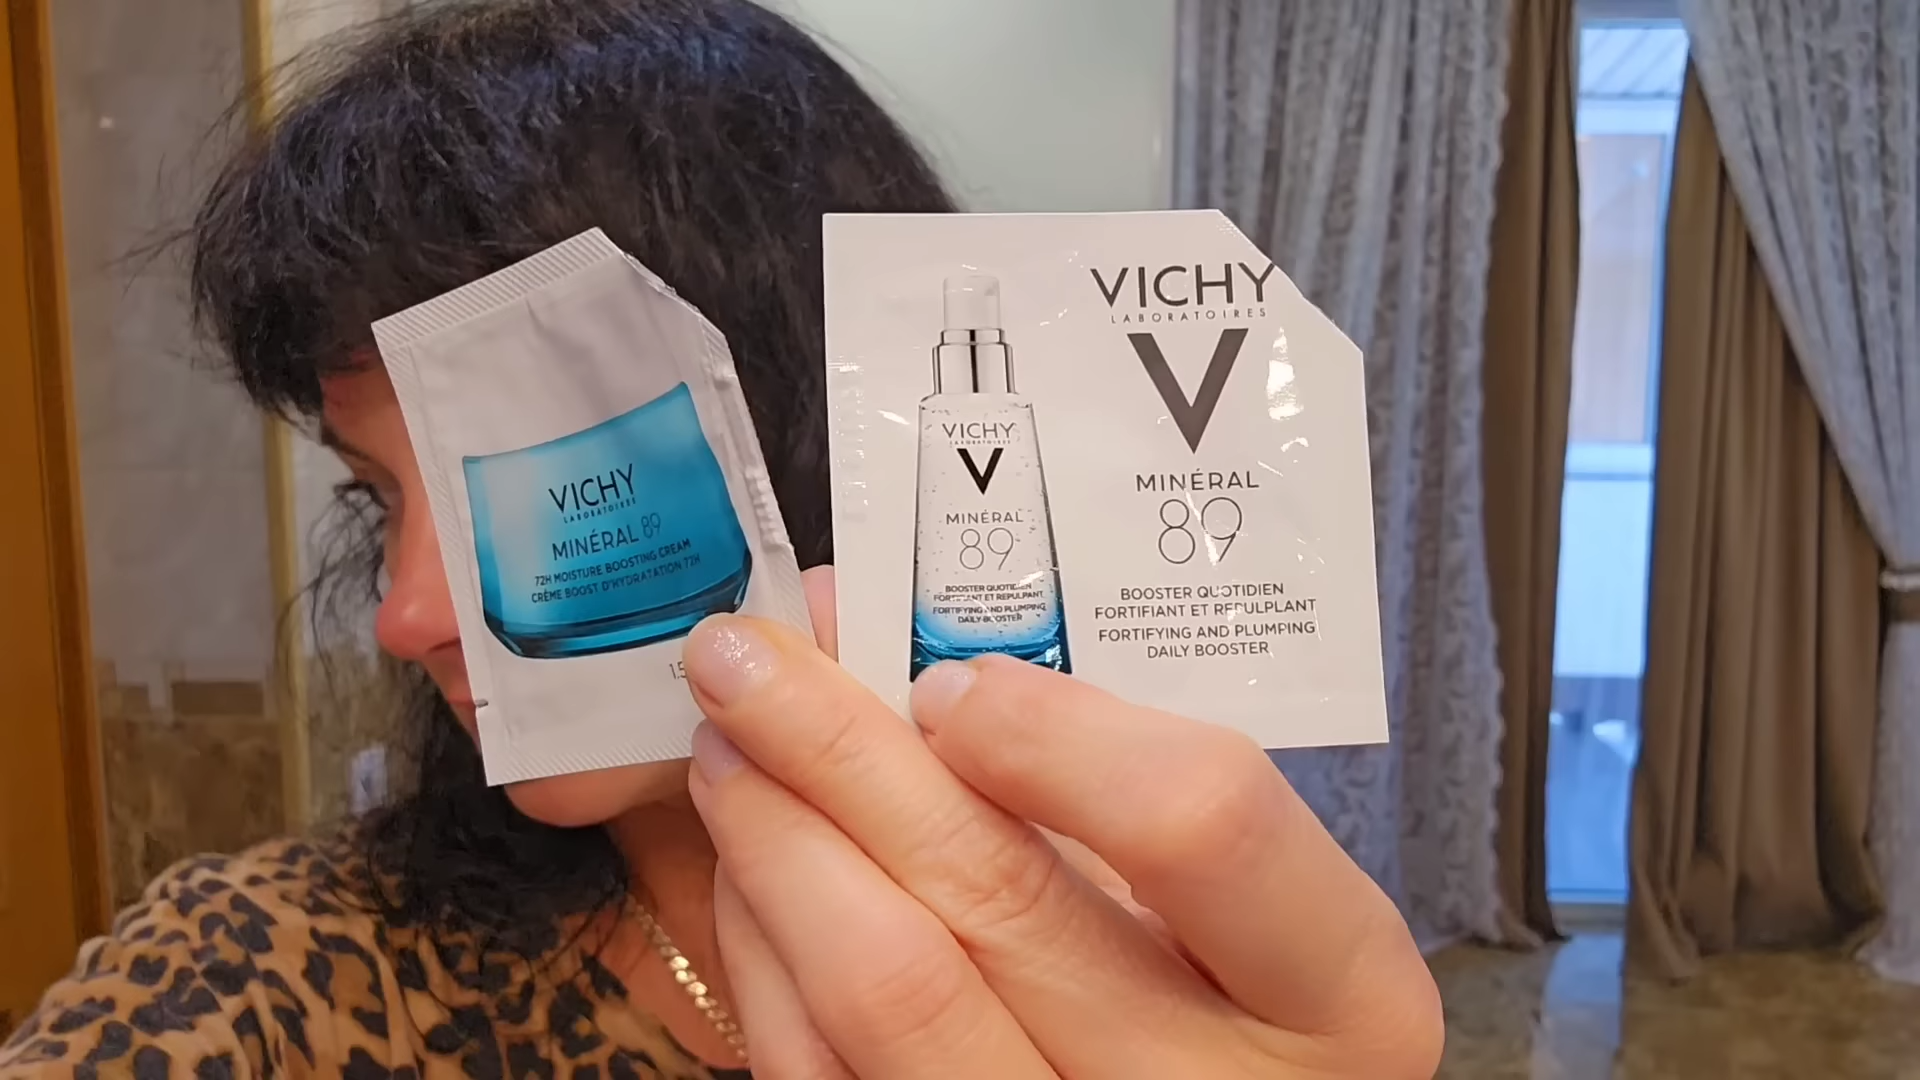 VICHY
LABORATOIRES
MINÉRAL 89
72H MOISTURE BOOSTING CREAM
CRÈME BOOST D'HYDRATATION 72H
VICHY
LABORATOIRES
V
MINÉRAL
89
BOOSTER QUOTIDIEN
FORTIFIANT ET REPULPANT
FORTIFYING AND PLUMPING
DAILY BOOSTER
VICHY
LABORATOIRES
V
MINÉRAL
89
BOOSTER QUOTIDIEN
FORTIFIANT ET REPULPLANT
FORTIFYING AND PLUMPING
DAILY BOOSTER